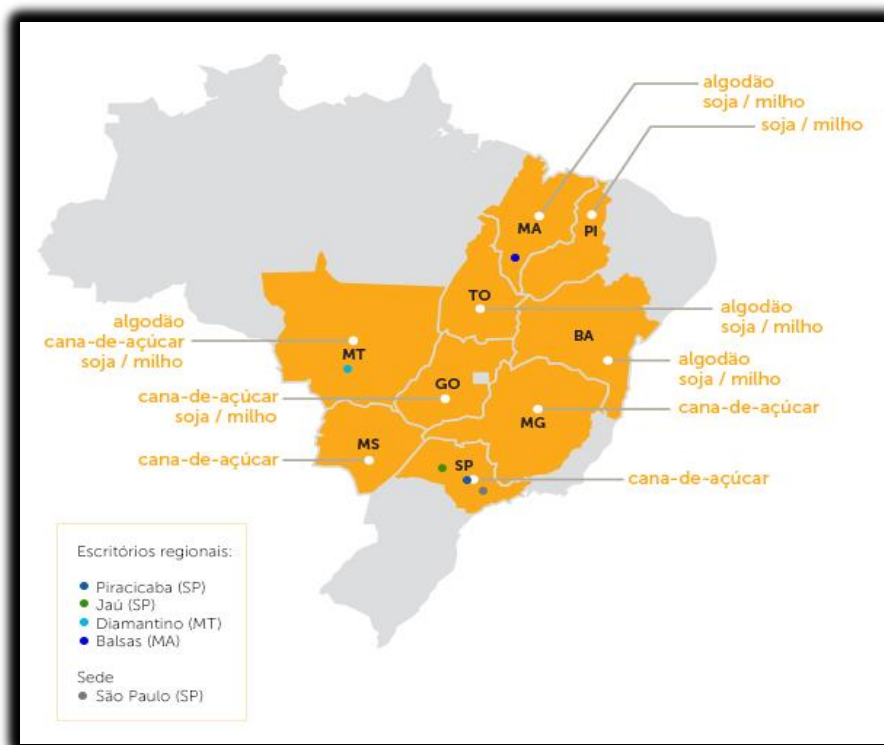 algodão
soja / milho
soja / milho
MA
PI
TO
algodão
soja / milho
BA
algodão
cana-de-açúcar
soja / milho
MT
algodão
soja / milho
GO
cana-de-açúcar
soja / milho
MG
cana-de-açúcar
MS
cana-de-açúcar
SP
cana-de-açúcar
Escritórios regionais:
Piracicaba (SP)
Jaú (SP)
Diamantino (MT)
Balsas (MA)
Sede
São Paulo (SP)